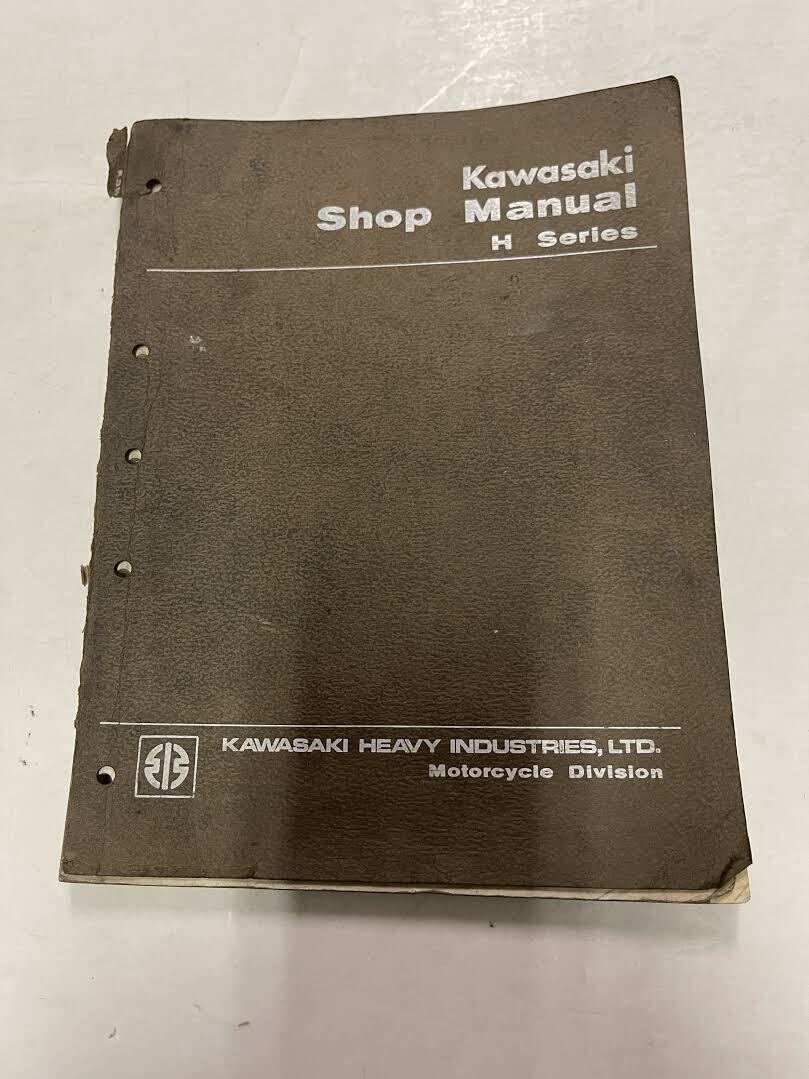 Kawasaki
Shop Manual
H Series
KAWASAKI HEAVY INDUSTRIES, LTD.
Motorcycle Division